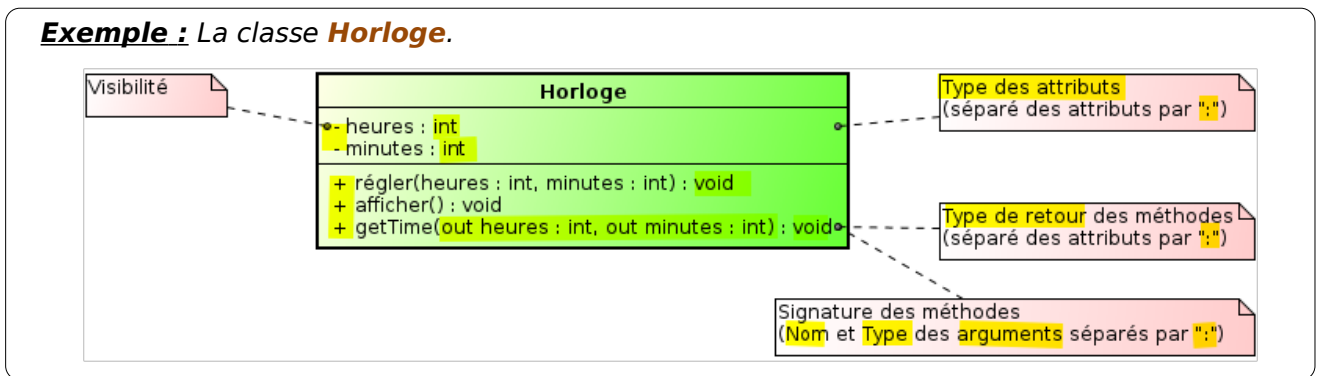 Exemple : La classe Horloge.
Visibilité
Horloge
- heures : int
- minutes : int
+ régler(heures : int, minutes : int) : void
+ afficher() : void
+ getTime(out heures : int, out minutes : int) : void
Type des attributs
(séparé des attributs par ":")
Type de retour des méthodes
(séparé des attributs par ":")
Signature des méthodes
(Nom et Type des arguments séparés par ":")